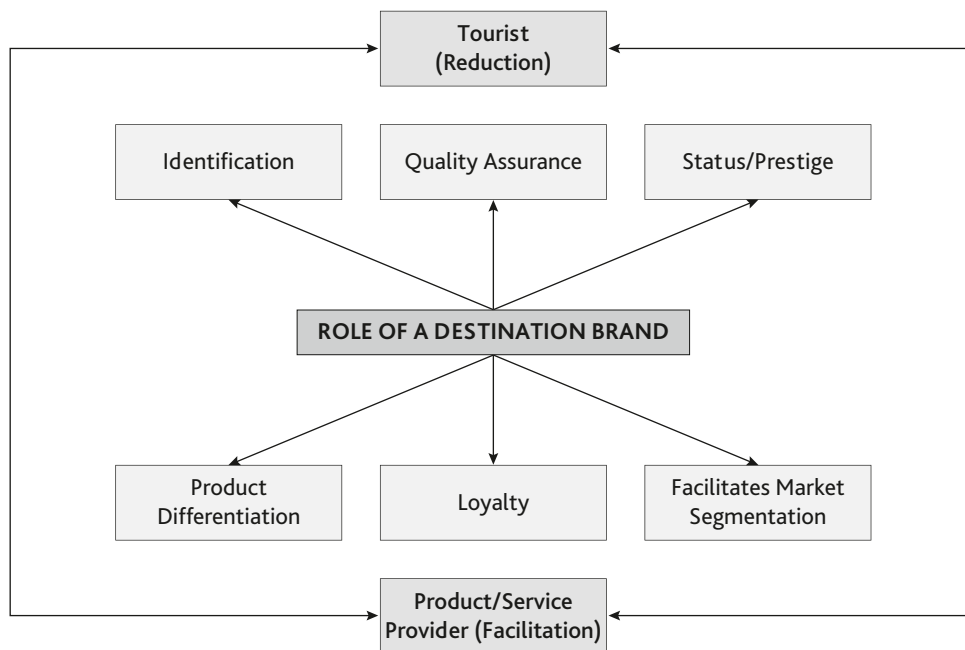 Tourist
(Reduction)
Identification
Quality Assurance
Status/Prestige
ROLE OF A DESTINATION BRAND
Product
Differentiation
Loyalty
Facilitates Market
Segmentation
Product/Service
Provider (Facilitation)